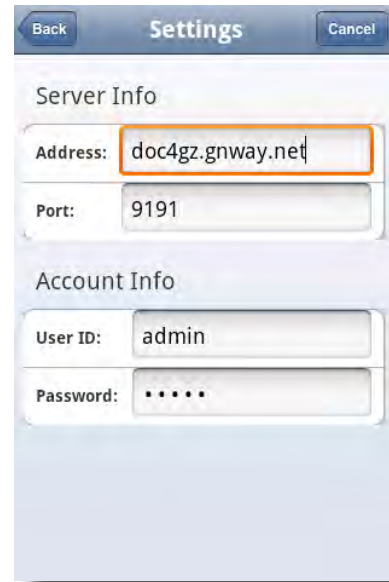 Back Settings Cancel
Server Info
Address: doc4gz.gnway.net
Port: 9191
Account Info
User ID: admin
Password: •••••